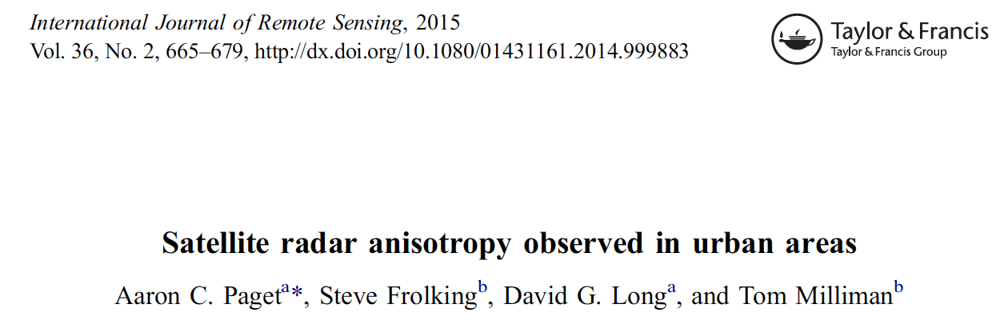 International Journal of Remote Sensing, 2015
Vol. 36, No. 2, 665–679, http://dx.doi.org/10.1080/01431161.2014.999883
Taylor & Francis
Taylor & Francis Group
Satellite radar anisotropy observed in urban areas
Aaron C. Pagetᵃ*, Steve Frolkingᵇ, David G. Longᵃ, and Tom Millimanᵇ